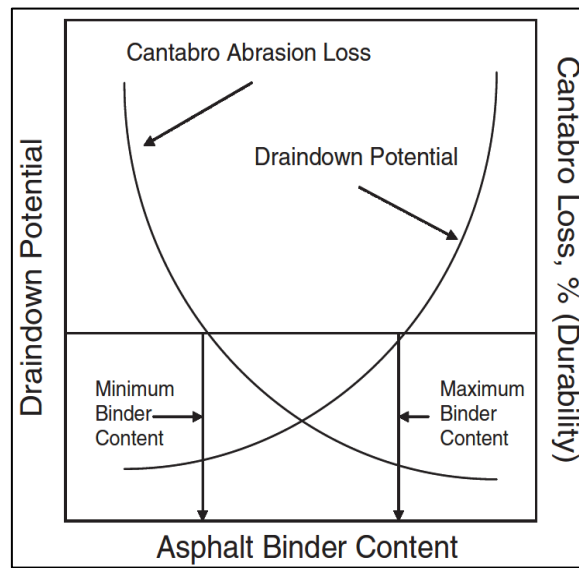 Cantabro Abrasion Loss
Draindown Potential
Draindown Potential
Cantabro Loss, % (Durability)
Minimum
Binder
Content
Maximum
Binder
Content
Asphalt Binder Content